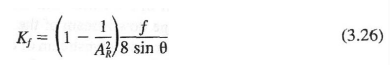 K_f = (1 - 1/A_R^2) f/(8 sin θ) (3.26)